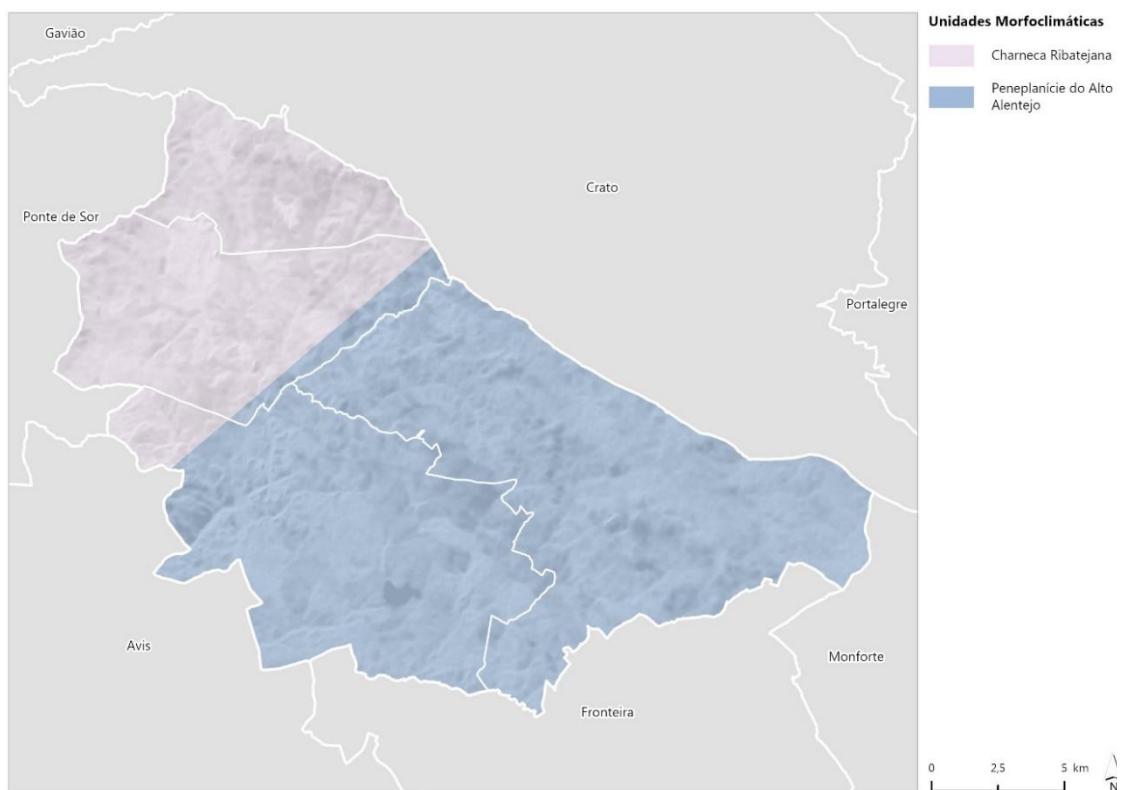 Unidades Morfoclimáticas
Charneca Ribatejana
Peneplanície do Alto
Alentejo
Gavião
Crato
Ponte de Sor
Portalegre
Avis
Monforte
Fronteira
0 2,5 5 km
N